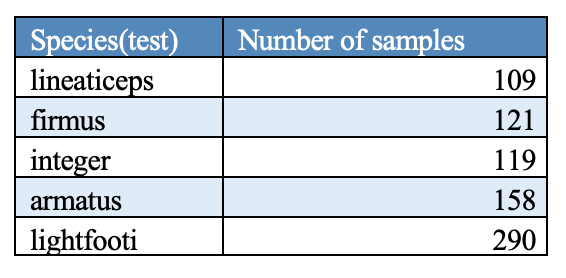 Species(test) Number of samples
lineaticeps 109
firmus 121
integer 119
armatus 158
lightfooti 290